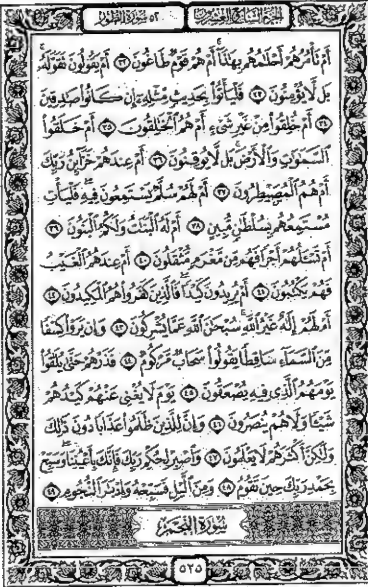 الجزء السابع والعشرون ٥٢ سورة الطور
أَمْ تَأْمُرُهُمْ أَحْلَٰمُهُم بِهَٰذَآ أَمْ هُمْ قَوْمٌ طَاغُونَ ٣٢ أَمْ يَقُولُونَ تَقَوَّلَهُۥ
بَل لَّا يُؤْمِنُونَ ٣٣ فَلْيَأْتُوا۟ بِحَدِيثٍ مِّثْلِهِۦٓ إِن كَانُوا۟ صَٰدِقِينَ
٣٤ أَمْ خُلِقُوا۟ مِنْ غَيْرِ شَىْءٍ أَمْ هُمُ ٱلْخَٰلِقُونَ ٣٥ أَمْ خَلَقُوا۟
ٱلسَّمَٰوَٰتِ وَٱلْأَرْضَ بَل لَّا يُوقِنُونَ ٣٦ أَمْ عِندَهُمْ خَزَآئِنُ رَبِّكَ
أَمْ هُمُ ٱلْمُصَۣيْطِرُونَ ٣٧ أَمْ لَهُمْ سُلَّمٌ يَسْتَمِعُونَ فِيهِ فَلْيَأْتِ
مُسْتَمِعُهُم بِسُلْطَٰنٍ مُّبِينٍ ٣٨ أَمْ لَهُ ٱلْبَنَٰتُ وَلَكُمُ ٱلْبَنُونَ ٣٩
أَمْ تَسْـَٔلُهُمْ أَجْرًا فَهُم مِّن مَّغْرَمٍ مُّثْقَلُونَ ٤٠ أَمْ عِندَهُمُ ٱلْغَيْبُ
فَهُمْ يَكْتُبُونَ ٤١ أَمْ يُرِيدُونَ كَيْدًا فَٱلَّذِينَ كَفَرُوا۟ هُمُ ٱلْمَكِيدُونَ ٤٢
أَمْ لَهُمْ إِلَٰهٌ غَيْرُ ٱللَّهِ سُبْحَٰنَ ٱللَّهِ عَمَّا يُشْرِكُونَ ٤٣ وَإِن يَرَوْا۟ كِسْفًا
مِّنَ ٱلسَّمَآءِ سَاقِطًا يَقُولُوا۟ سَحَابٌ مَّرْكُومٌ ٤٤ فَذَرْهُمْ حَتَّىٰ يُلَٰقُوا۟
يَوْمَهُمُ ٱلَّذِى فِيهِ يُصْعَقُونَ ٤٥ يَوْمَ لَا يُغْنِى عَنْهُمْ كَيْدُهُمْ
شَيْـًٔا وَلَا هُمْ يُنصَرُونَ ٤٦ وَإِنَّ لِلَّذِينَ ظَلَمُوا۟ عَذَابًا دُونَ ذَٰلِكَ
وَلَٰكِنَّ أَكْثَرَهُمْ لَا يَعْلَمُونَ ٤٧ وَٱصْبِرْ لِحُكْمِ رَبِّكَ فَإِنَّكَ بِأَعْيُنِنَا وَسَبِّحْ
بِحَمْدِ رَبِّكَ حِينَ تَقُومُ ٤٨ وَمِنَ ٱلَّيْلِ فَسَبِّحْهُ وَإِدْبَٰرَ ٱلنُّجُومِ ٤٩
سُورَةُ النَّجْمِ
٥٢٥